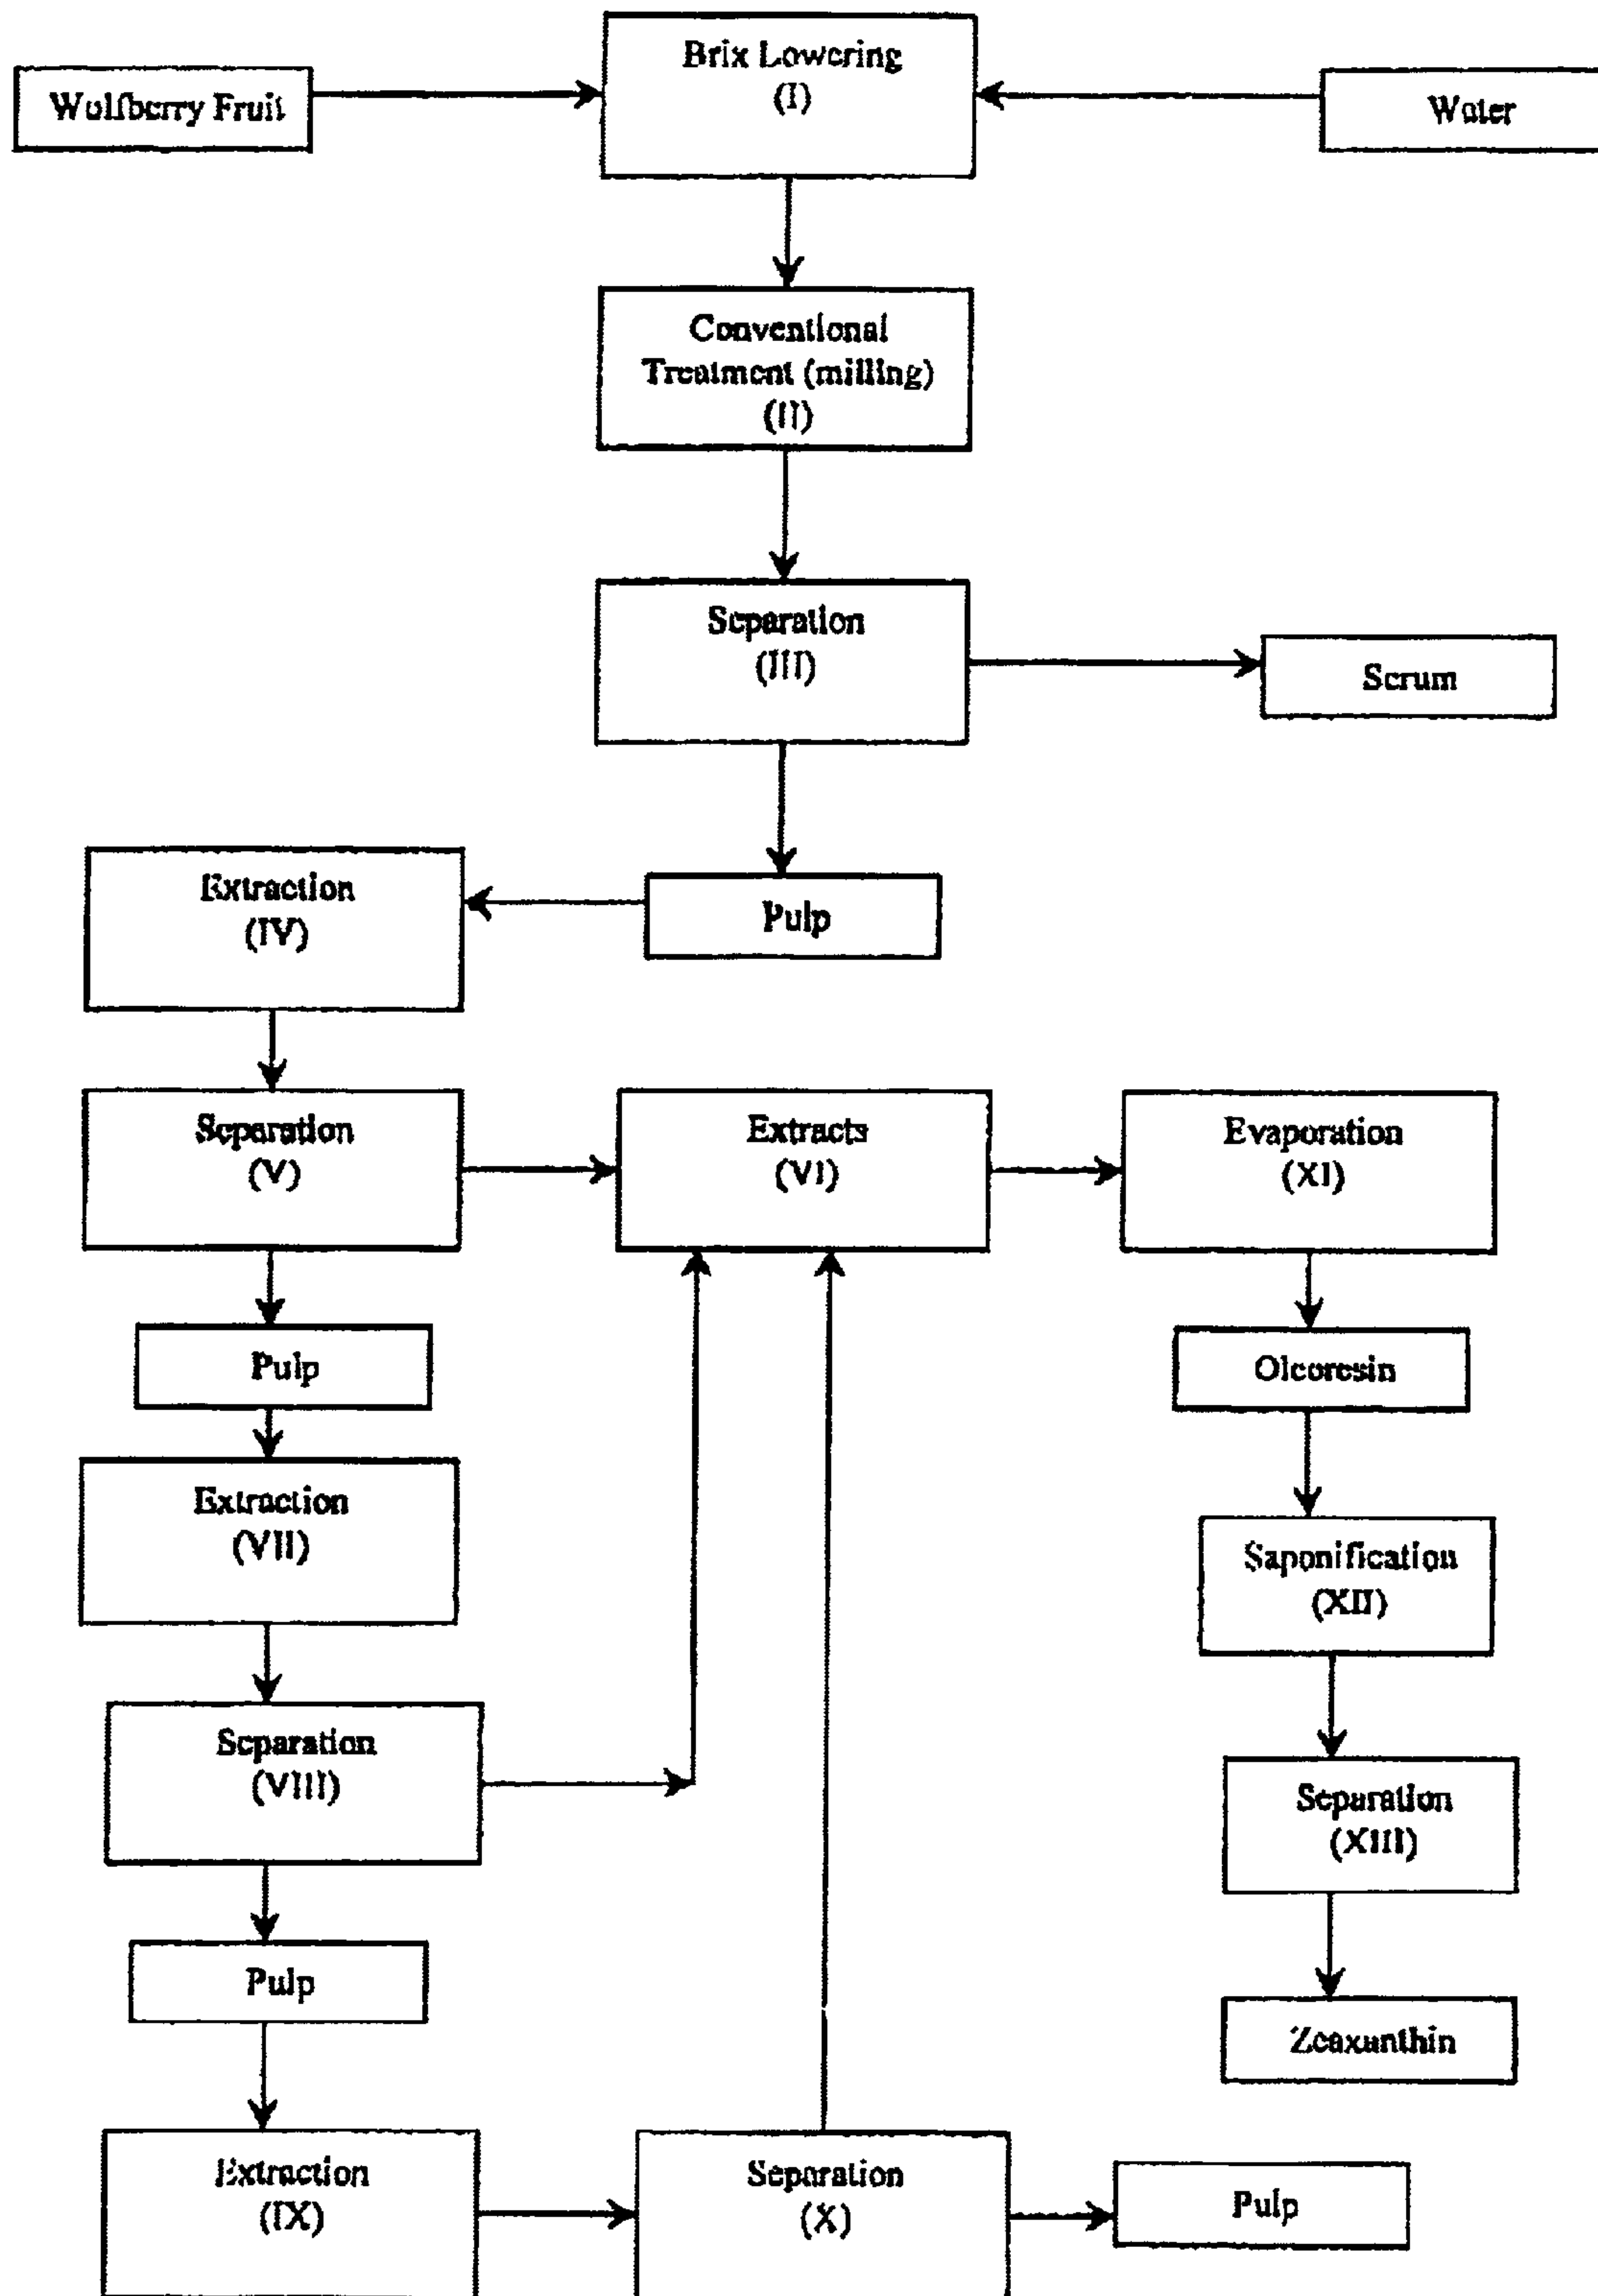 Brix Lowering
(I)
Wolfberry Fruit
Water
Conventional
Treatment (milling)
(II)
Separation
(III)
Serum
Extraction
(IV)
Pulp
Separation
(V)
Extracts
(VI)
Evaporation
(XI)
Pulp
Oleoresin
Extraction
(VII)
Saponification
(XII)
Separation
(VIII)
Separation
(XIII)
Pulp
Zeaxanthin
Extraction
(IX)
Separation
(X)
Pulp